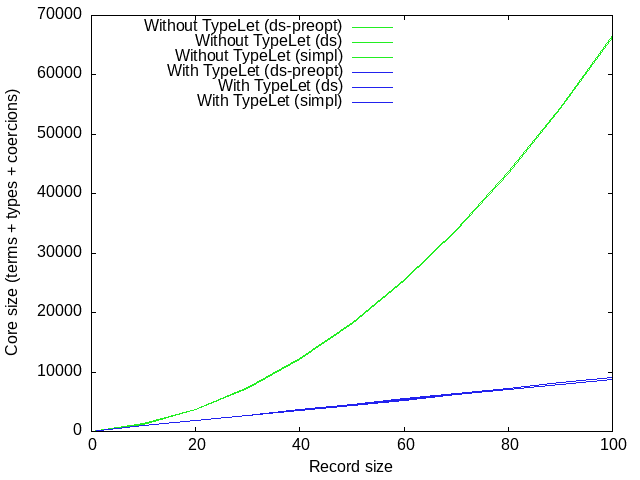 70000
60000
50000
40000
30000
20000
10000
0
Core size (terms + types + coercions)
Without TypeLet (ds-preopt)
Without TypeLet (ds)
Without TypeLet (simpl)
With TypeLet (ds-preopt)
With TypeLet (ds)
With TypeLet (simpl)
0 20 40 60 80 100
Record size